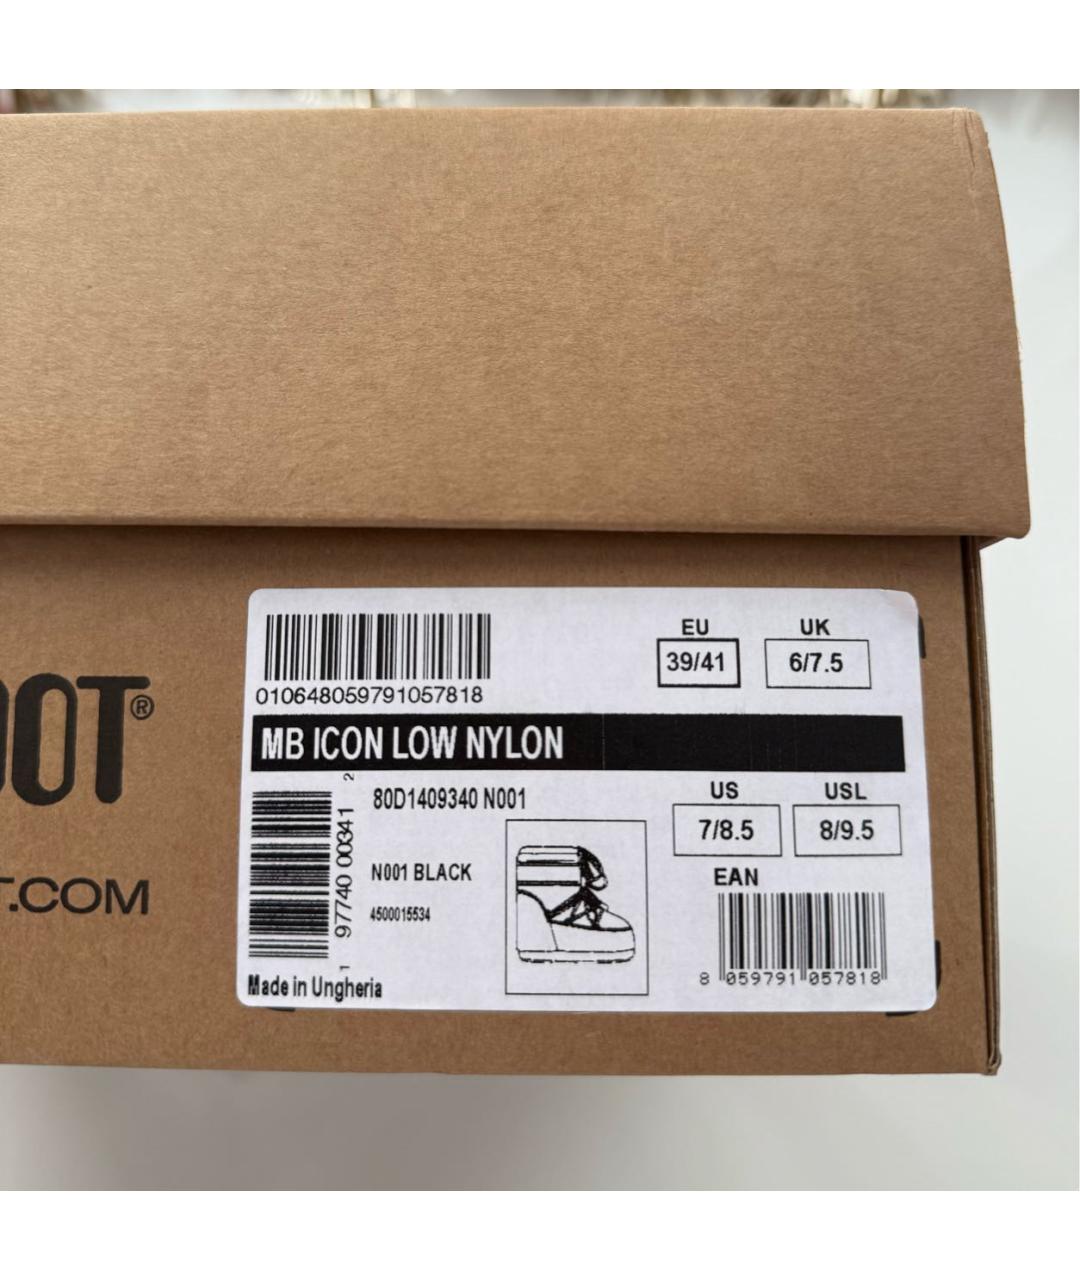 OOT®
T.COM
EU
UK
39/41
6/7.5
010648059791057818
MB ICON LOW NYLON
80D1409340 N001
US
USL
7/8.5
8/9.5
N001 BLACK
EAN
4500015534
1 97740 00341 2
8 059791 057818
Made in Ungheria